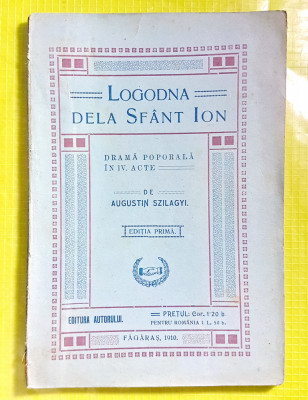 LOGODNA
DELA SFÂNT ION
DRAMĂ POPORALĂ
ÎN IV. ACTE
DE
AUGUSTIN SZILAGYI.
EDIȚIA PRIMĂ.
EDITURA AUTORULUI.
PREȚUL: Cor. 1·20 b.
PENTRU ROMÂNIA 1 L. 50 b.
FĂGĂRAȘ, 1910.